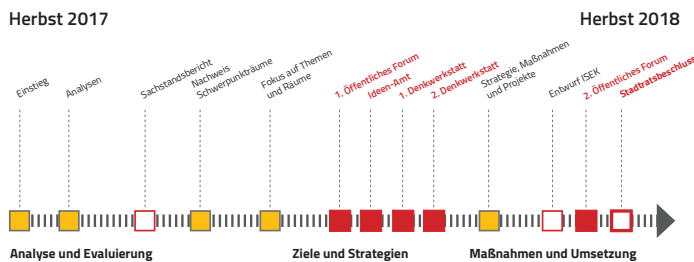 Herbst 2017
Herbst 2018
Einstieg
Analysen
Sachstandsbericht
Nachweis
Schwerpunkträume
Fokus auf Themen
und Räume
1. Öffentliches Forum
Ideen-Amt
1. Denkwerkstatt
2. Denkwerkstatt
Strategie, Maßnahmen
und Projekte
Entwurf ISEK
2. Öffentliches Forum
Stadtratsbeschluss
Analyse und Evaluierung
Ziele und Strategien
Maßnahmen und Umsetzung